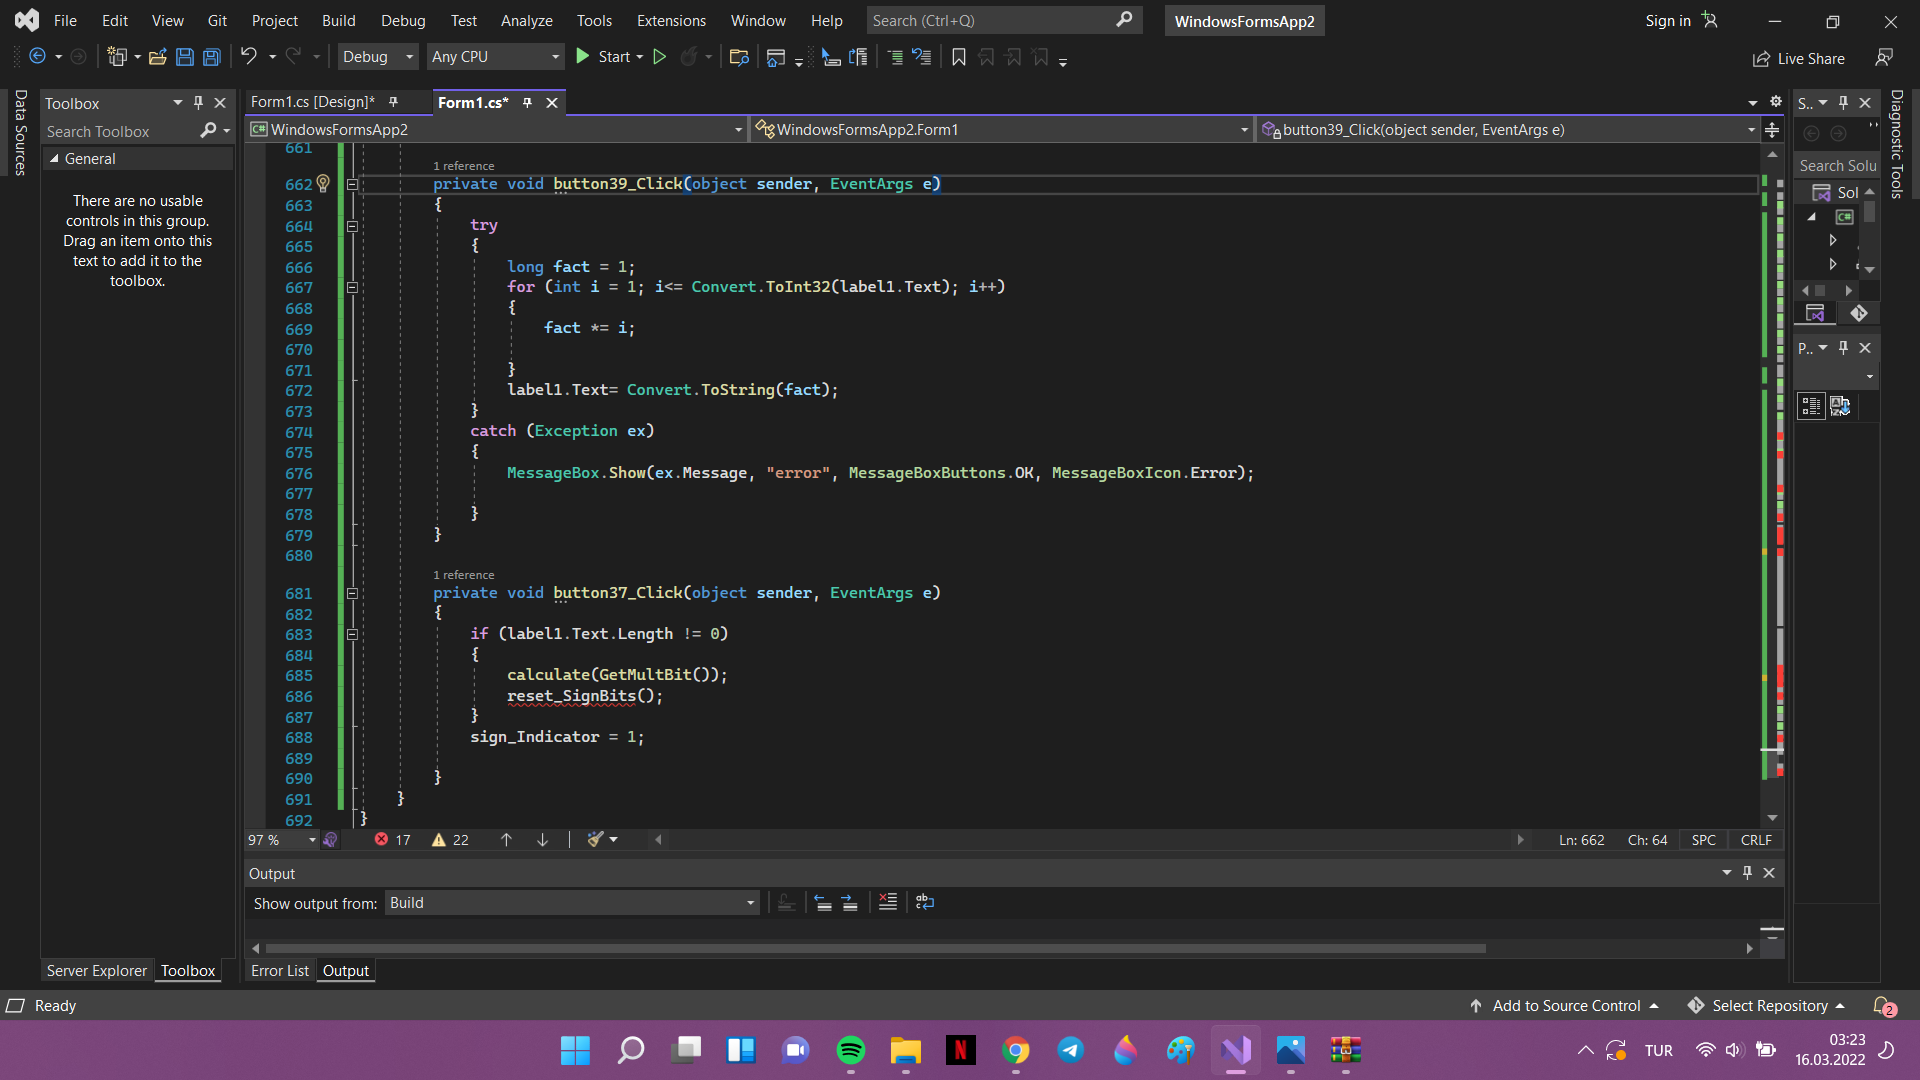 File Edit View Git Project Build Debug Test Analyze Tools Extensions Window Help Search (Ctrl+Q) WindowsFormsApp2 Sign in
Debug Any CPU Start Live Share
Data Sources
Toolbox
Search Toolbox
General
There are no usable
controls in this group.
Drag an item onto this
text to add it to the
toolbox.
Form1.cs [Design]* Form1.cs*
WindowsFormsApp2 WindowsFormsApp2.Form1 button39_Click(object sender, EventArgs e)
661
1 reference
662 private void button39_Click(object sender, EventArgs e)
663 {
664 try
665 {
666 long fact = 1;
667 for (int i = 1; i<= Convert.ToInt32(label1.Text); i++)
668 {
669 fact *= i;
670
671 }
672 label1.Text= Convert.ToString(fact);
673 }
674 catch (Exception ex)
675 {
676 MessageBox.Show(ex.Message, "error", MessageBoxButtons.OK, MessageBoxIcon.Error);
677
678 }
679 }
680
1 reference
681 private void button37_Click(object sender, EventArgs e)
682 {
683 if (label1.Text.Length != 0)
684 {
685 calculate(GetMultBit());
686 reset_SignBits();
687 }
688 sign_Indicator = 1;
689
690 }
691 }
692 }
97 % 17 22 Ln: 662 Ch: 64 SPC CRLF
Output
Show output from: Build
Server Explorer Toolbox Error List Output
S..
Search Solu
Sol
P..
Diagnostic Tools
Ready Add to Source Control Select Repository 2
TUR 03:23
16.03.2022